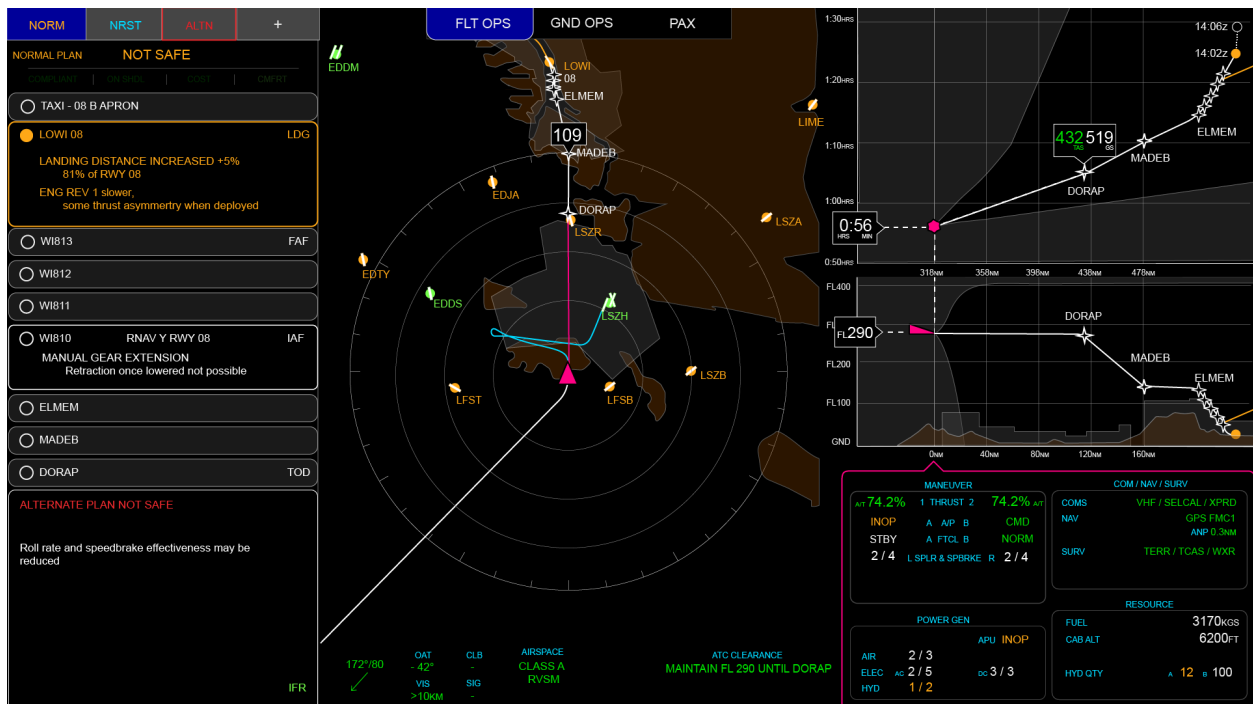 NORM
NRST
ALTN
+
NORMAL PLAN NOT SAFE
COMPLIANT | ON SHDL | COST | CMFRT
TAXI - 08 B APRON
LOWI 08 LDG
LANDING DISTANCE INCREASED +5%
81% of RWY 08
ENG REV 1 slower,
some thrust asymmertry when deployed
WI813 FAF
WI812
WI811
WI810 RNAV Y RWY 08 IAF
MANUAL GEAR EXTENSION
Retraction once lowered not possible
ELMEM
MADEB
DORAP TOD
ALTERNATE PLAN NOT SAFE
Roll rate and speedbrake effectiveness may be
reduced
IFR
FLT OPS
GND OPS
PAX
EDDM
LOWI
08
ELMEM
LIME
109
MADEB
EDJA
DORAP
LSZR
LSZA
EDTY
EDDS
LSZH
LSZB
LFST
LFSB
172°/80
OAT CLB AIRSPACE
- 42° - CLASS A
VIS SIG RVSM
>10KM -
ATC CLEARANCE
MAINTAIN FL 290 UNTIL DORAP
1:30HRS
14:06z
14:02z
1:20HRS
ELMEM
432 519
TAS GS
1:10HRS
MADEB
DORAP
1:00HRS
0:56
HRS MIN
0:50HRS
318NM 358NM 398NM 438NM 478NM
FL400
DORAP
FL290
MADEB
FL200
ELMEM
FL100
GND
0NM 40NM 80NM 120NM 160NM
MANEUVER
A/T 74.2% 1 THRUST 2 74.2% A/T
INOP A A/P B CMD
STBY A FTCL B NORM
2 / 4 L SPLR & SPBRKE R 2 / 4
COM / NAV / SURV
COMS VHF / SELCAL / XPRD
NAV GPS FMC1
ANP 0.3NM
SURV TERR / TCAS / WXR
POWER GEN
APU INOP
AIR 2 / 3
ELEC AC 2 / 5 DC 3 / 3
HYD 1 / 2
RESOURCE
FUEL 3170KGS
CAB ALT 6200FT
HYD QTY A 12 B 100